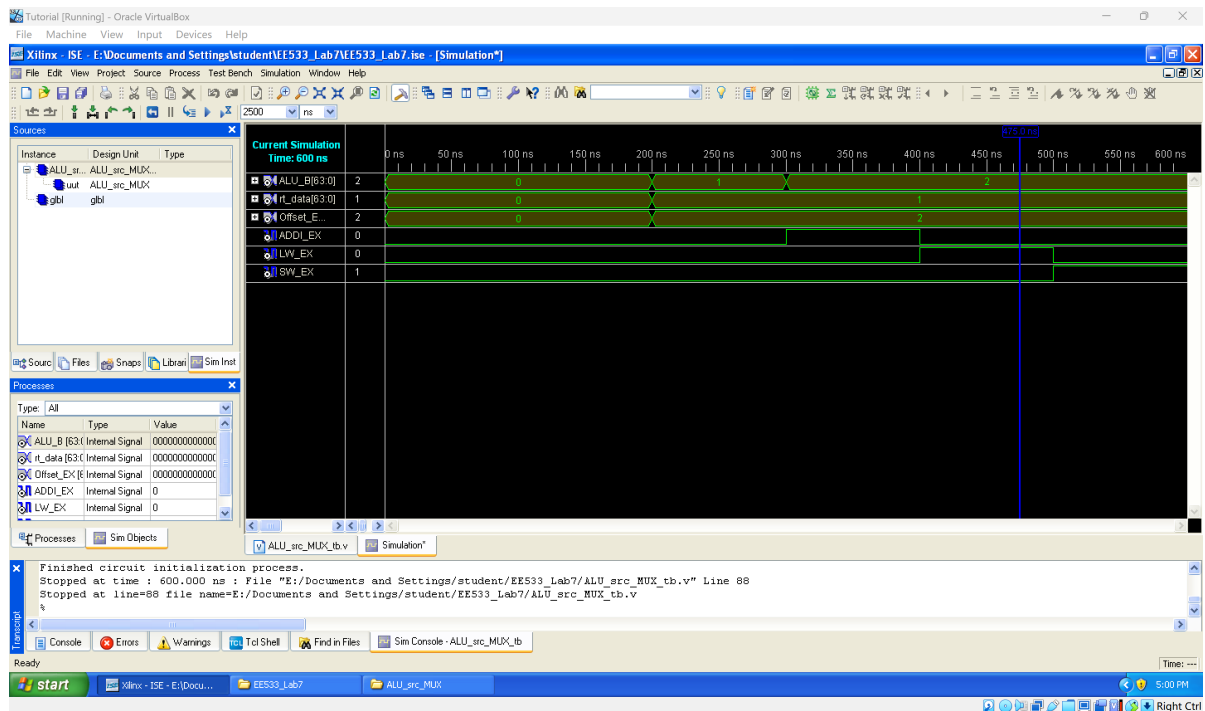 Tutorial [Running] - Oracle VirtualBox
File Machine View Input Devices Help
Xilinx - ISE - E:\Documents and Settings\student\EE533_Lab7\EE533_Lab7.ise - [Simulation*]
File Edit View Project Source Process Test Bench Simulation Window Help
2500 ns
Sources
Instance Design Unit Type
ALU_sr... ALU_src_MUX...
uut ALU_src_MUX
glbl glbl
Sourc Files Snaps Librari Sim Inst
Processes
Type: All
Name Type Value
ALU_B [63:( Internal Signal 0000000000000
rt_data [63:( Internal Signal 0000000000000
Offset_EX [6 Internal Signal 0000000000000
ADDI_EX Internal Signal 0
LW_EX Internal Signal 0
Processes Sim Objects
Current Simulation
Time: 600 ns
475.0 ns
0 ns 50 ns 100 ns 150 ns 200 ns 250 ns 300 ns 350 ns 400 ns 450 ns 500 ns 550 ns 600 ns
ALU_B[63:0] 2 0 1 2
rt_data[63:0] 1 0 1
Offset_E... 2 0 2
ADDI_EX 0
LW_EX 0
SW_EX 1
ALU_src_MUX_tb.v Simulation*
Finished circuit initialization process.
Stopped at time : 600.000 ns : File "E:/Documents and Settings/student/EE533_Lab7/ALU_src_MUX_tb.v" Line 88
Stopped at line=88 file name=E:/Documents and Settings/student/EE533_Lab7/ALU_src_MUX_tb.v
%
Transcript
Console Errors Warnings Tcl Shell Find in Files Sim Console - ALU_src_MUX_tb
Ready Time: ---
start Xilinx - ISE - E:\Docu... EE533_Lab7 ALU_src_MUX 5:00 PM
Right Ctrl